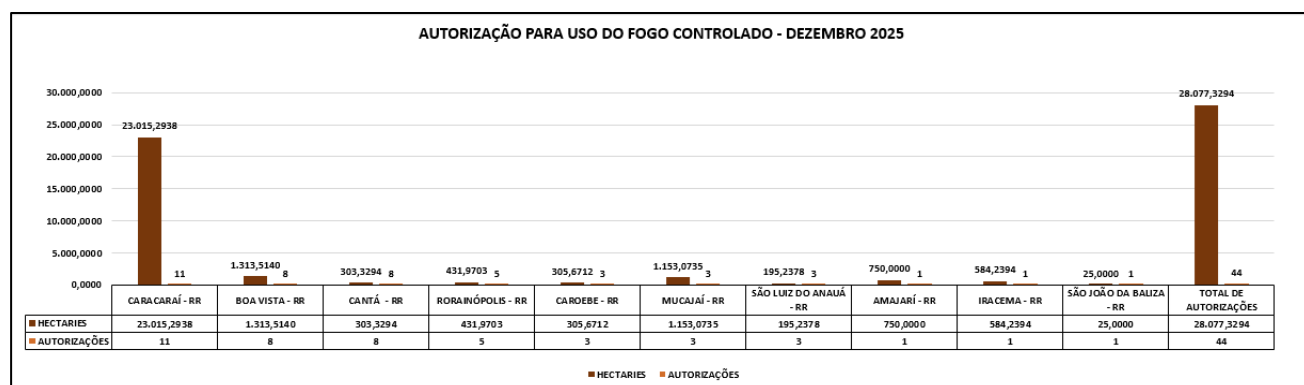 AUTORIZAÇÃO PARA USO DO FOGO CONTROLADO - DEZEMBRO 2025
30.000,0000
25.000,0000
20.000,0000
15.000,0000
10.000,0000
5.000,0000
0,0000
23.015,2938 11 1.313,5140 8 303,3294 8 431,9703 5 305,6712 3 1.153,0735 3 195,2378 3 750,0000 1 584,2394 1 25,0000 1 28.077,3294 44
CARACARAÍ - RR BOA VISTA - RR CANTÁ - RR RORAINÓPOLIS - RR CAROEBE - RR MUCAJAÍ - RR SÃO LUIZ DO ANAUÁ - RR AMAJARÍ - RR IRACEMA - RR SÃO JOÃO DA BALIZA - RR TOTAL DE AUTORIZAÇÕES
HECTARIES 23.015,2938 1.313,5140 303,3294 431,9703 305,6712 1.153,0735 195,2378 750,0000 584,2394 25,0000 28.077,3294
AUTORIZAÇÕES 11 8 8 5 3 3 3 1 1 1 44
HECTARIES AUTORIZAÇÕES